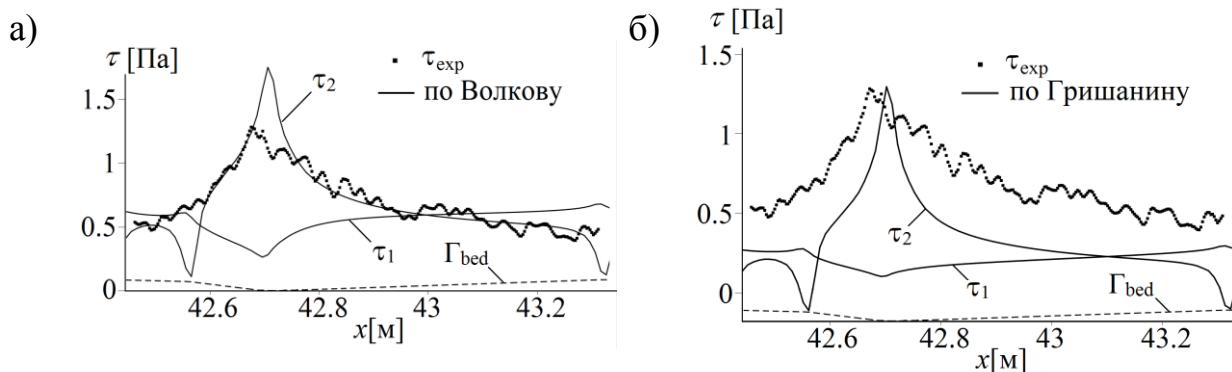 а)
τ [Па]
τ₂
τexp
по Волкову
1.5
1
0.5
0
τ₁
Γbed
42.6
42.8
43
43.2
x[м]
б)
τ [Па]
τexp
по Гришанину
1.5
1
0.5
0
τ₂
τ₁
Γbed
42.6
42.8
43
43.2
x[м]